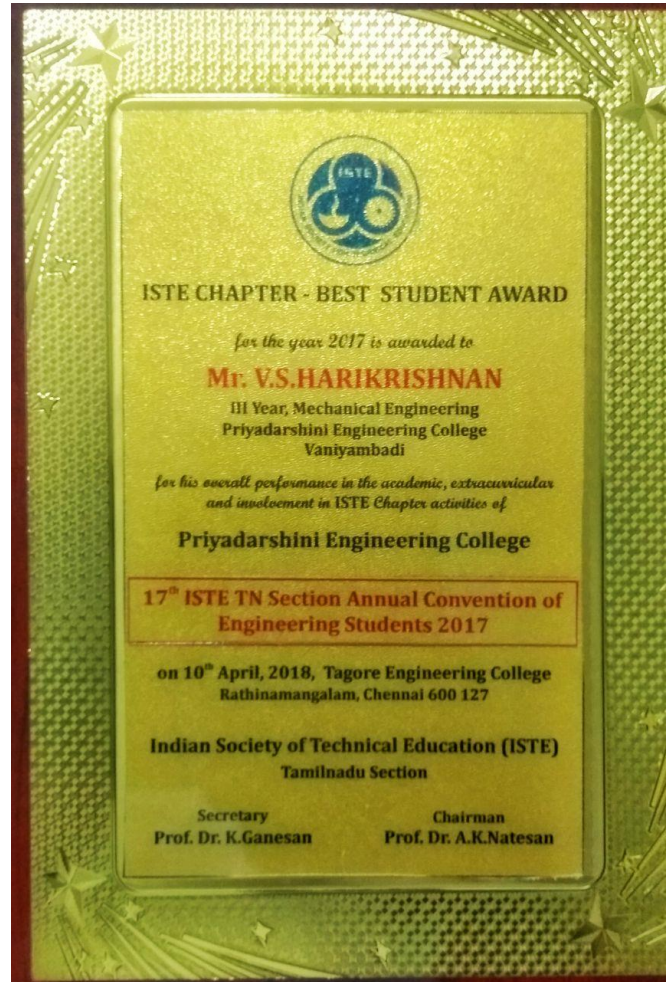 ISTE
ISTE CHAPTER - BEST STUDENT AWARD
for the year 2017 is awarded to
Mr. V.S.HARIKRISHNAN
III Year, Mechanical Engineering
Priyadarshini Engineering College
Vaniyambadi
for his overall performance in the academic, extracurricular
and involvement in ISTE Chapter activities of
Priyadarshini Engineering College
17th ISTE TN Section Annual Convention of
Engineering Students 2017
on 10th April, 2018, Tagore Engineering College
Rathinamangalam, Chennai 600 127
Indian Society of Technical Education (ISTE)
Tamilnadu Section
Secretary Chairman
Prof. Dr. K.Ganesan Prof. Dr. A.K.Natesan